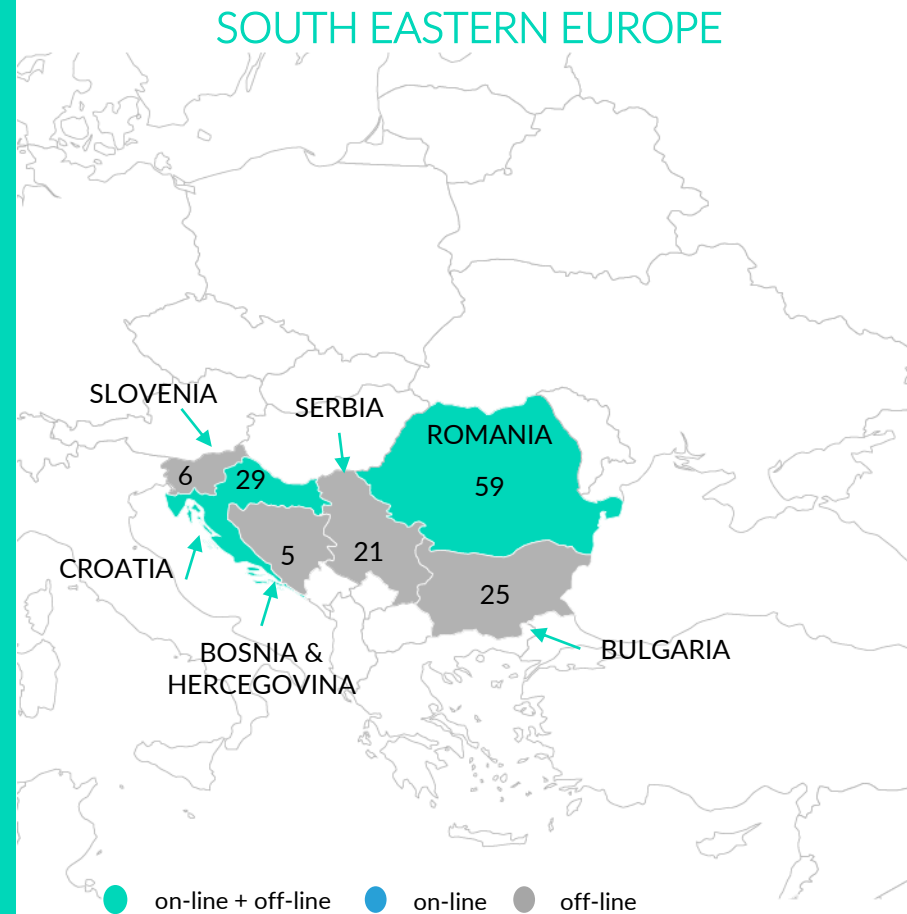 SOUTH EASTERN EUROPE
SLOVENIA
SERBIA
ROMANIA
6
29
59
5
21
CROATIA
25
BOSNIA &
HERCEGOVINA
BULGARIA
on-line + off-line
on-line
off-line